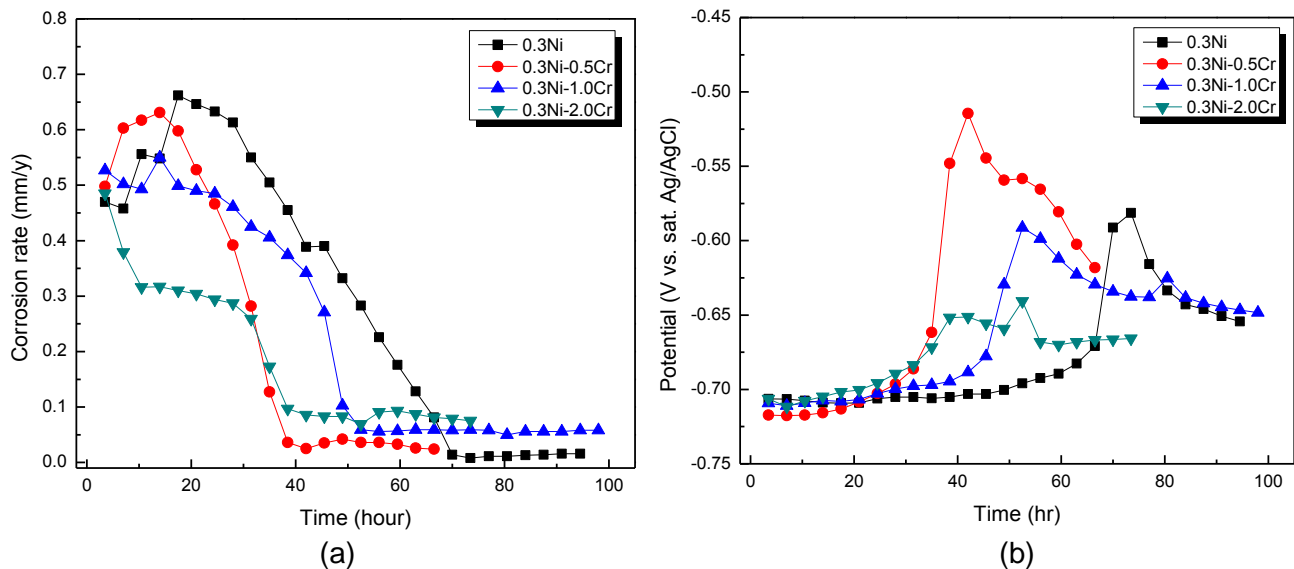 0.8
0.7
0.6
0.5
0.4
0.3
0.2
0.1
0.0
Corrosion rate (mm/y)
0 20 40 60 80 100
Time (hour)
0.3Ni
0.3Ni-0.5Cr
0.3Ni-1.0Cr
0.3Ni-2.0Cr
(a)
-0.45
-0.50
-0.55
-0.60
-0.65
-0.70
-0.75
Potential (V vs. sat. Ag/AgCl)
0 20 40 60 80 100
Time (hr)
0.3Ni
0.3Ni-0.5Cr
0.3Ni-1.0Cr
0.3Ni-2.0Cr
(b)